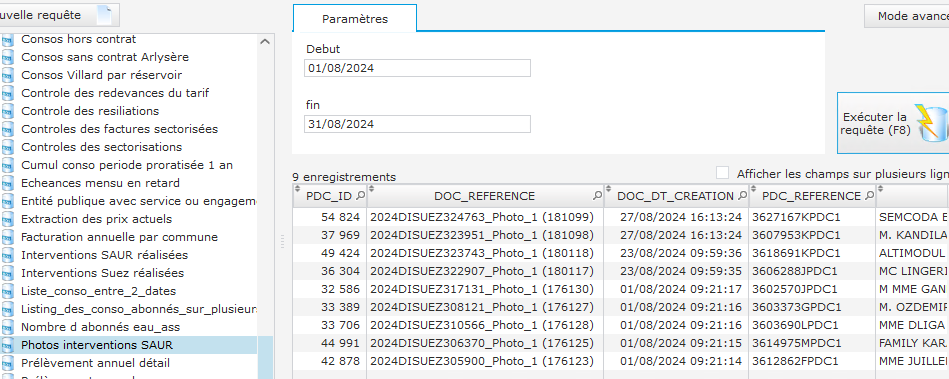 uvelle requête
Consos hors contrat
Consos sans contrat Arlysère
Consos Villard par réservoir
Controle des redevances du tarif
Controle des resiliations
Controles des factures sectorisées
Controles des sectorisations
Cumul conso periode proratisée 1 an
Echeances mensu en retard
Entité publique avec service ou engagem
Extraction des prix actuels
Facturation annuelle par commune
Interventions SAUR réalisées
Interventions Suez réalisées
Liste_conso_entre_2_dates
Listing_des_conso_abonnés_sur_plusieurs
Nombre d abonnés eau_ass
Photos interventions SAUR
Prélèvement annuel détail
Paramètres
Debut
01/08/2024
fin
31/08/2024
Mode avance
Exécuter la
requête (F8)
9 enregistrements
Afficher les champs sur plusieurs lign
PDC_ID DOC_REFERENCE DOC_DT_CREATION PDC_REFERENCE
54 824 2024DISUEZ324763_Photo_1 (181099) 27/08/2024 16:13:24 3627167KPDC1 SEMCODA E
37 969 2024DISUEZ323951_Photo_1 (181098) 27/08/2024 16:13:24 3607953KPDC1 M. KANDILA
49 424 2024DISUEZ323743_Photo_1 (180118) 23/08/2024 09:59:36 3618691KPDC1 ALTIMODUL
36 304 2024DISUEZ322907_Photo_1 (180117) 23/08/2024 09:59:35 3606288JPDC1 MC LINGERI
32 586 2024DISUEZ317131_Photo_1 (176130) 01/08/2024 09:21:17 3602570JPDC1 M MME GAN
33 389 2024DISUEZ308121_Photo_1 (176127) 01/08/2024 09:21:16 3603373GPDC1 M. OZDEMIR
33 706 2024DISUEZ310566_Photo_1 (176128) 01/08/2024 09:21:16 3603690LPDC1 MME DLIGA
44 991 2024DISUEZ306370_Photo_1 (176125) 01/08/2024 09:21:15 3614975MPDC1 FAMILY KAR
42 878 2024DISUEZ305900_Photo_1 (176123) 01/08/2024 09:21:14 3612862FPDC1 MME JUILLE